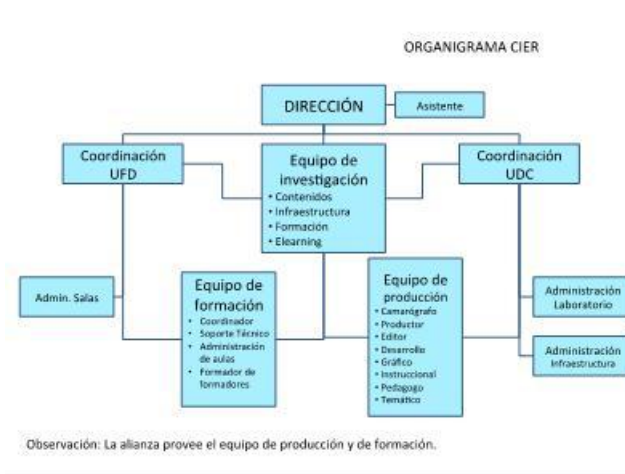 ORGANIGRAMA CIER
DIRECCIÓN
Asistente
Coordinación
UFD
Equipo de
investigación
• Contenidos
• Infraestructura
• Formación
• Elearning
Coordinación
UDC
Admin. Salas
Equipo de
formación
• Coordinador
• Soporte Técnico
• Administración
de aulas
• Formador de
formadores
Equipo de
producción
• Camarógrafo
• Productor
• Editor
• Desarrollo
• Gráfico
• Instruccional
• Pedagogo
• Temático
Administración
Laboratorio
Administración
Infraestructura
Observación: La alianza provee el equipo de producción y de formación.